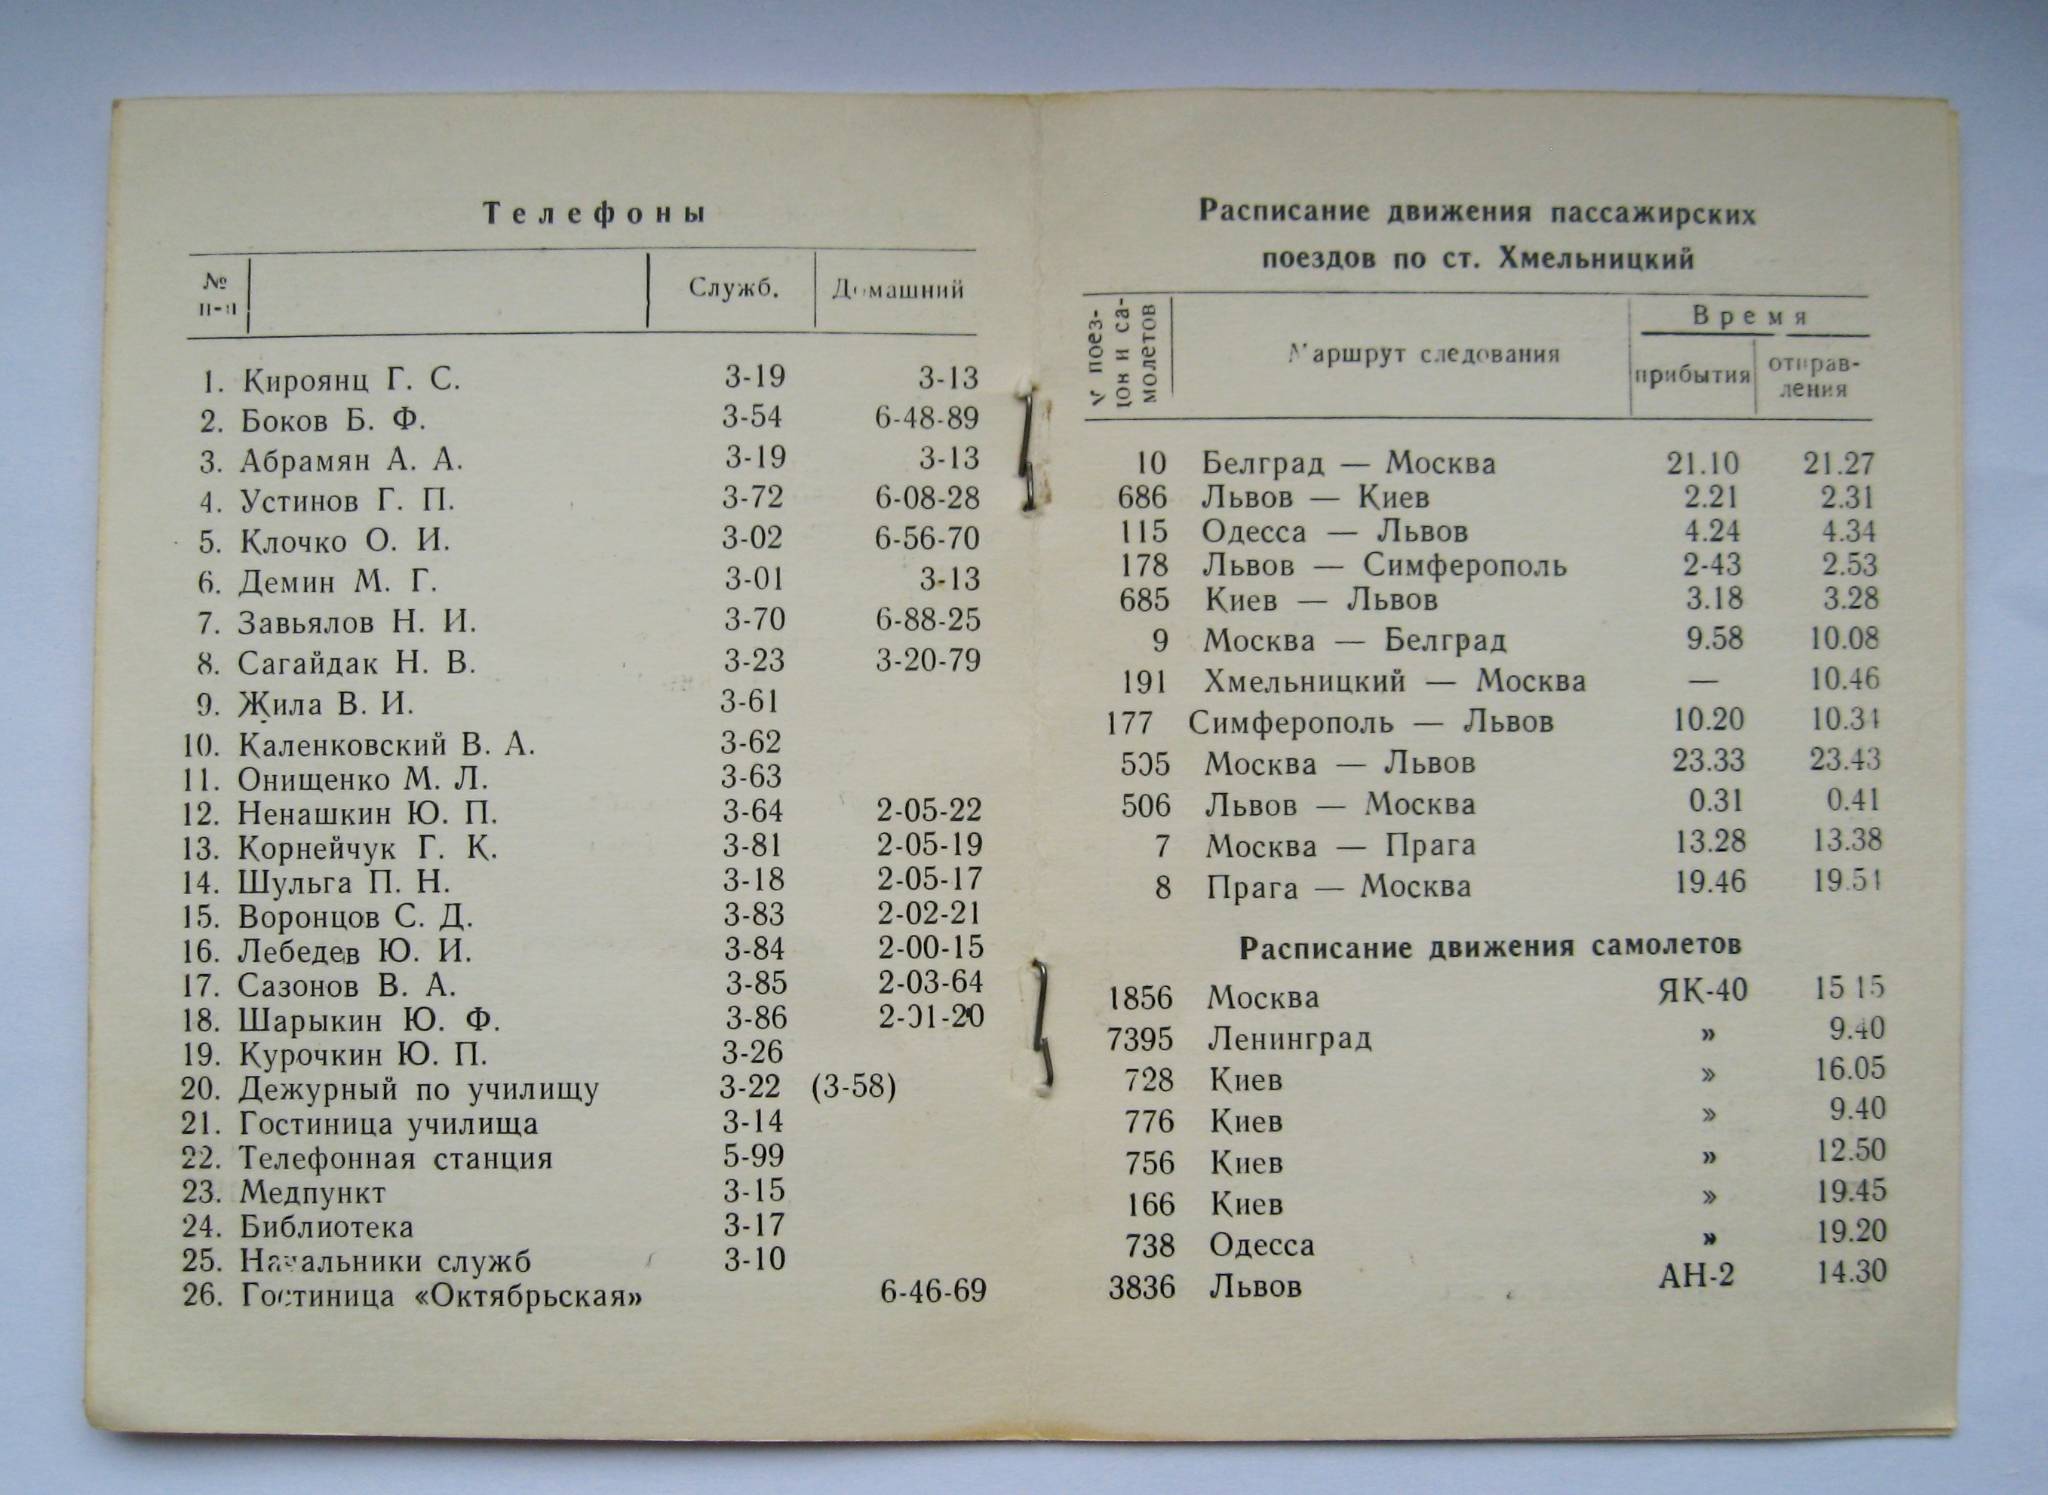 Телефоны
№ п-п Служб. Домашний
1. Кироянц Г. С. 3-19 3-13
2. Боков Б. Ф. 3-54 6-48-89
3. Абрамян А. А. 3-19 3-13
4. Устинов Г. П. 3-72 6-08-28
5. Клочко О. И. 3-02 6-56-70
6. Демин М. Г. 3-01 3-13
7. Завьялов Н. И. 3-70 6-88-25
8. Сагайдак Н. В. 3-23 3-20-79
9. Жила В. И. 3-61
10. Каленковский В. А. 3-62
11. Онищенко М. Л. 3-63
12. Ненашкин Ю. П. 3-64 2-05-22
13. Корнейчук Г. К. 3-81 2-05-19
14. Шульга П. Н. 3-18 2-05-17
15. Воронцов С. Д. 3-83 2-02-21
16. Лебедев Ю. И. 3-84 2-00-15
17. Сазонов В. А. 3-85 2-03-64
18. Шарыкин Ю. Ф. 3-86 2-01-20
19. Курочкин Ю. П. 3-26
20. Дежурный по училищу 3-22 (3-58)
21. Гостиница училища 3-14
22. Телефонная станция 5-99
23. Медпункт 3-15
24. Библиотека 3-17
25. Начальники служб 3-10
26. Гостиница «Октябрьская» 6-46-69
Расписание движения пассажирских
поездов по ст. Хмельницкий
№ поез-
дов и са-
молетов
Маршрут следования
Время
прибытия
отправ-
ления
10 Белград — Москва 21.10 21.27
686 Львов — Киев 2.21 2.31
115 Одесса — Львов 4.24 4.34
178 Львов — Симферополь 2-43 2.53
685 Киев — Львов 3.18 3.28
9 Москва — Белград 9.58 10.08
191 Хмельницкий — Москва — 10.46
177 Симферополь — Львов 10.20 10.31
505 Москва — Львов 23.33 23.43
506 Львов — Москва 0.31 0.41
7 Москва — Прага 13.28 13.38
8 Прага — Москва 19.46 19.51
Расписание движения самолетов
1856 Москва ЯК-40 15 15
7395 Ленинград » 9.40
728 Киев » 16.05
776 Киев » 9.40
756 Киев » 12.50
166 Киев » 19.45
738 Одесса » 19.20
3836 Львов АН-2 14.30